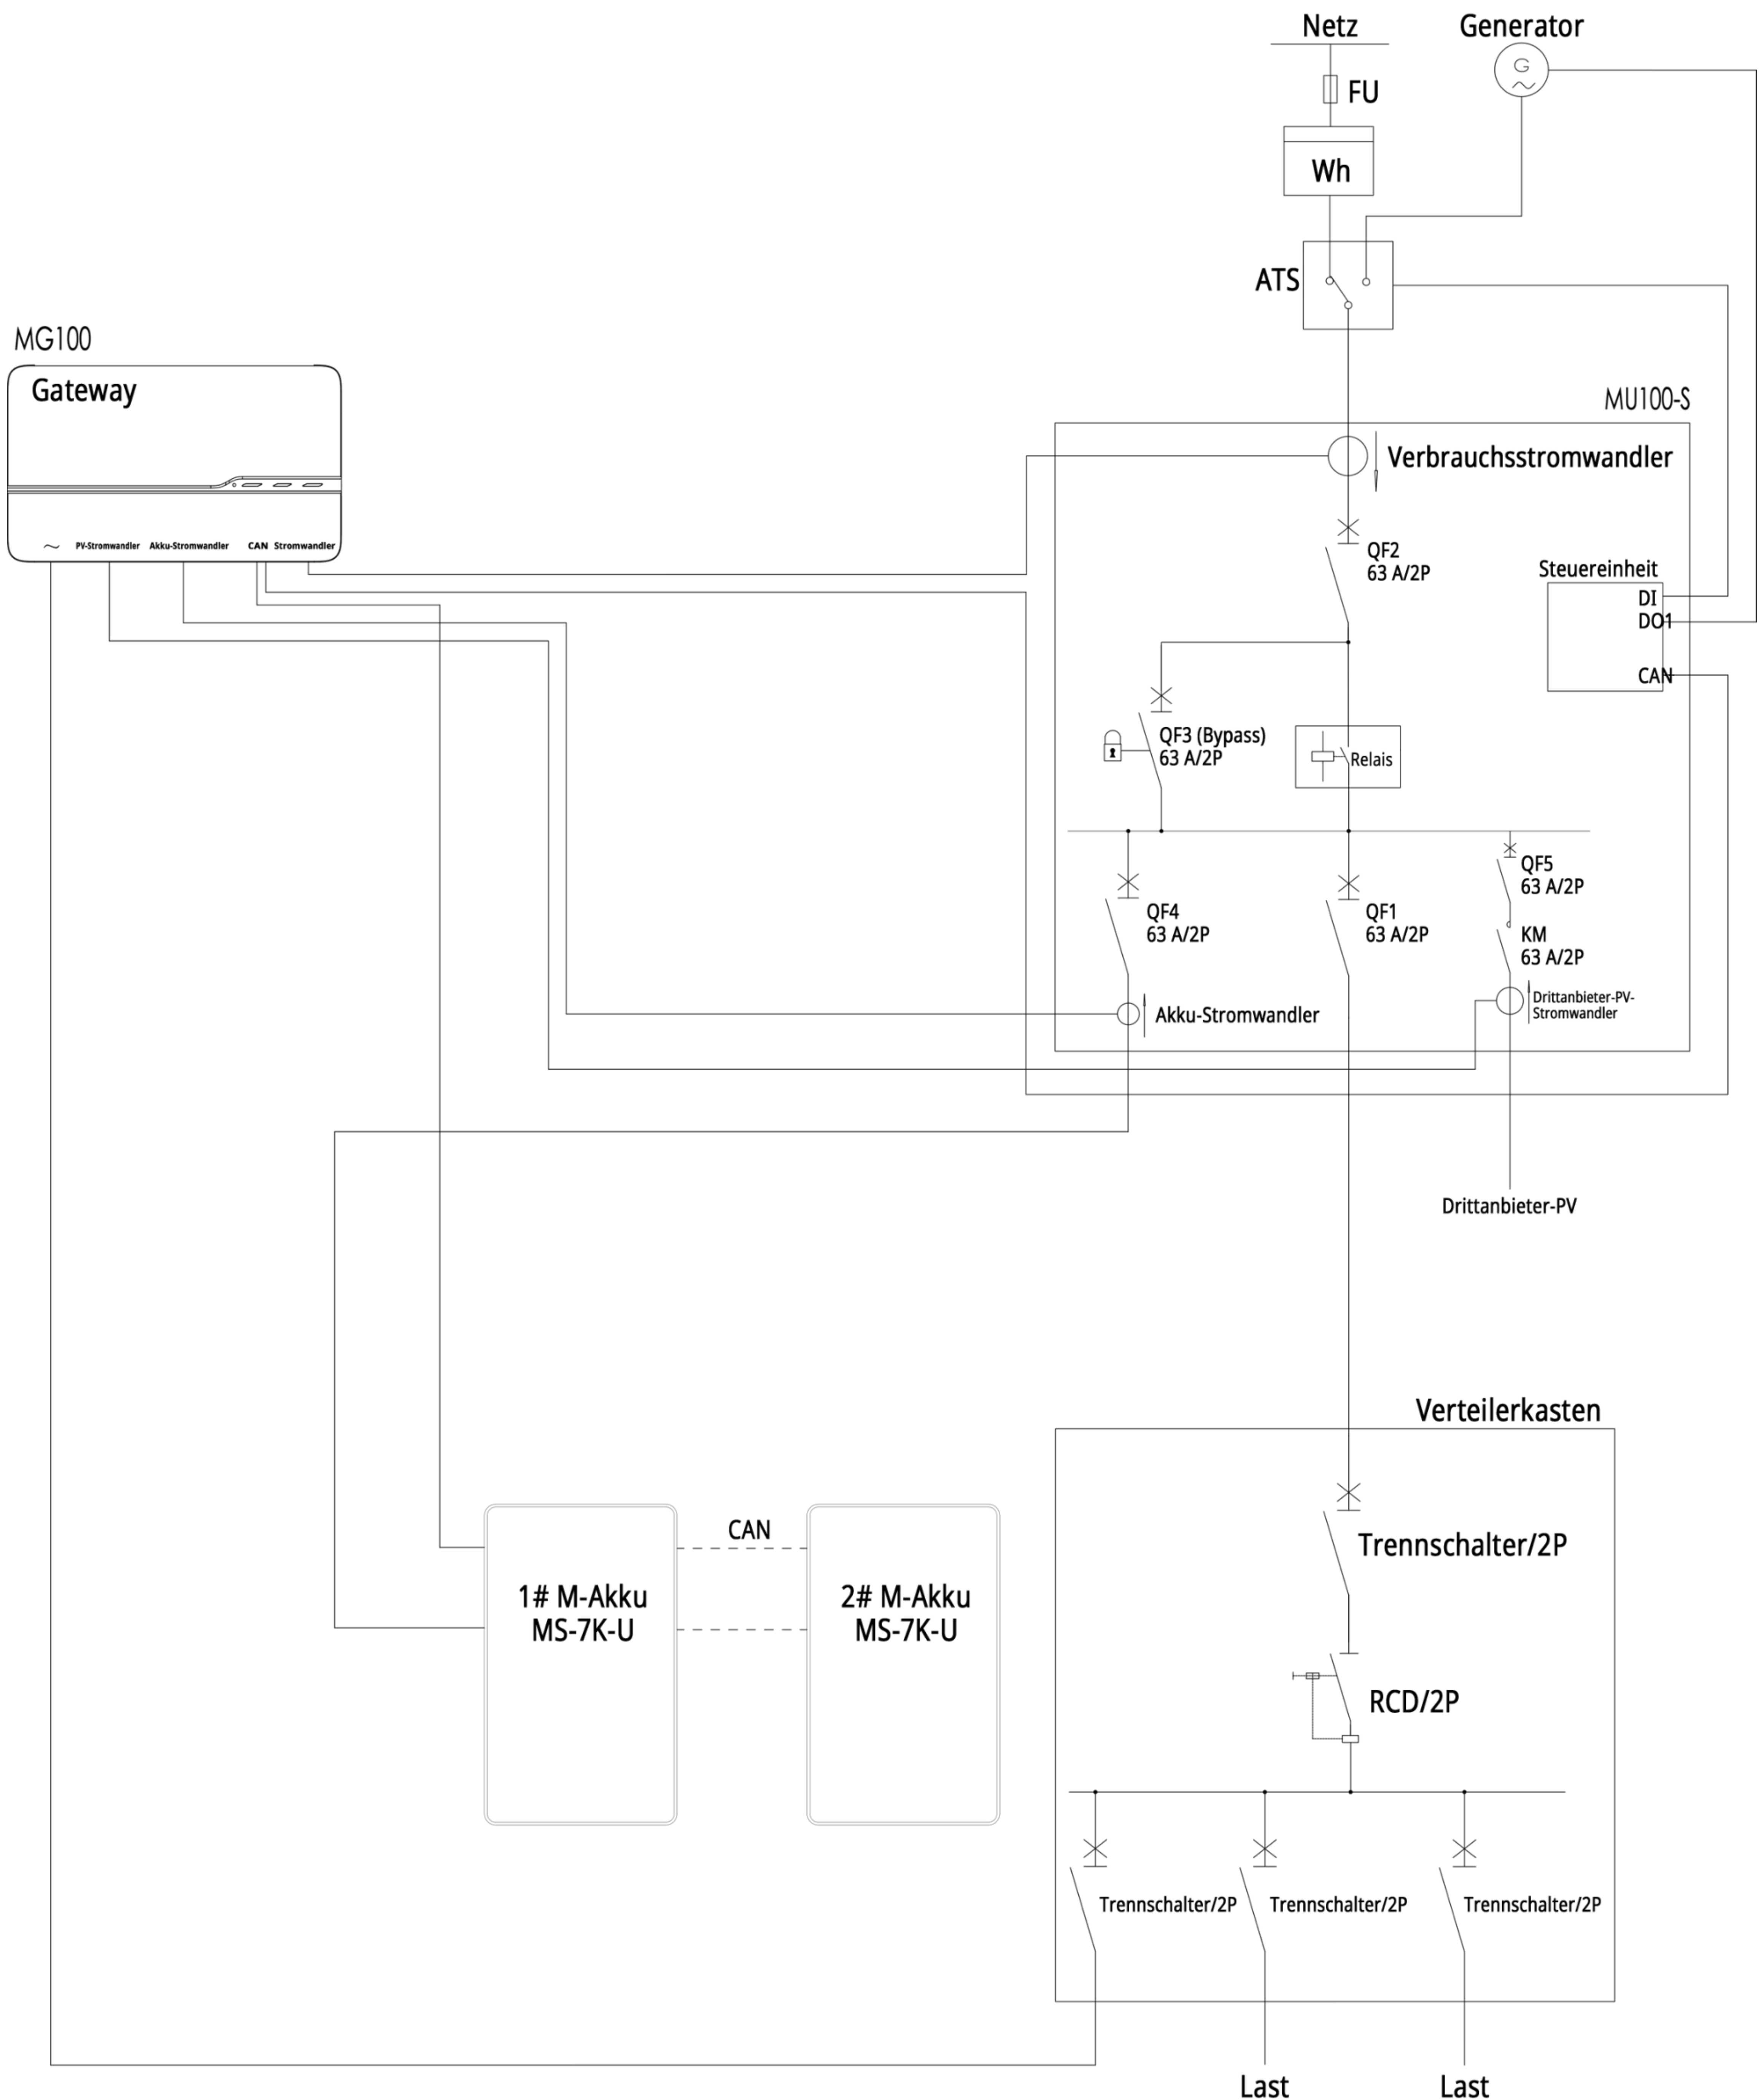 Netz
Generator
G
FU
Wh
ATS
MG100
Gateway
MU100-S
Verbrauchsstromwandler
PV-Stromwandler
Akku-Stromwandler
CAN
Stromwandler
QF2
63 A/2P
Steuereinheit
DI
DO1
CAN
QF3 (Bypass)
63 A/2P
Relais
QF5
63 A/2P
QF4
63 A/2P
QF1
63 A/2P
KM
63 A/2P
Akku-Stromwandler
Drittanbieter-PV-
Stromwandler
Drittanbieter-PV
Verteilerkasten
CAN
Trennschalter/2P
1# M-Akku
MS-7K-U
2# M-Akku
MS-7K-U
RCD/2P
Trennschalter/2P
Trennschalter/2P
Trennschalter/2P
Last
Last